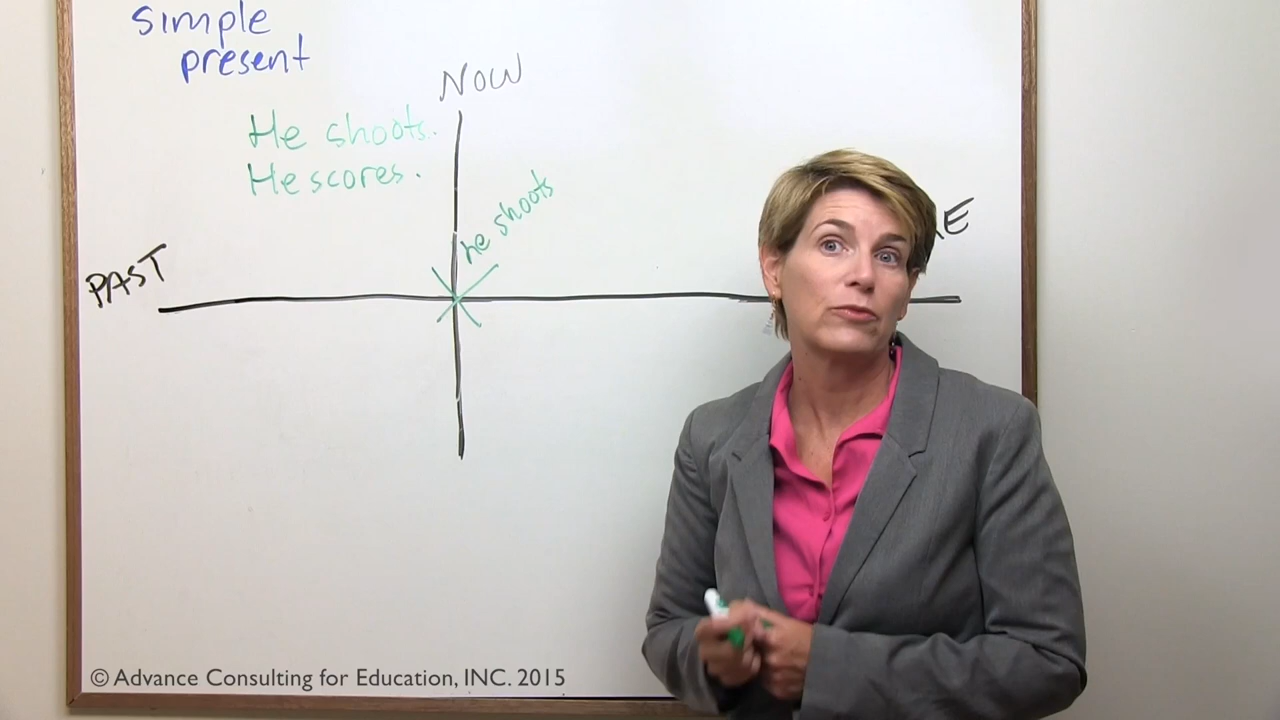 simple
present
NOW
He shoots.
He scores.
he shoots
PAST
© Advance Consulting for Education, INC. 2015